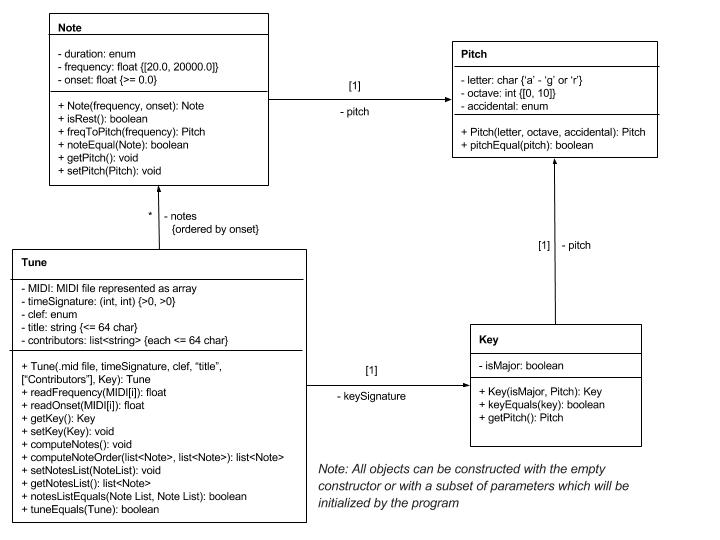 Note
- duration: enum
- frequency: float {[20.0, 20000.0]}
- onset: float {>= 0.0}
+ Note(frequency, onset): Note
+ isRest(): boolean
+ freqToPitch(frequency): Pitch
+ noteEqual(Note): boolean
+ getPitch(): void
+ setPitch(Pitch): void
[1]
- pitch
Pitch
- letter: char {‘a’ - ‘g’ or ‘r’}
- octave: int {[0, 10]}
- accidental: enum
+ Pitch(letter, octave, accidental): Pitch
+ pitchEqual(pitch): boolean
* - notes
{ordered by onset}
[1] - pitch
Tune
- MIDI: MIDI file represented as array
- timeSignature: (int, int) {>0, >0}
- clef: enum
- title: string {<= 64 char}
- contributors: list<string> {each <= 64 char}
+ Tune(.mid file, timeSignature, clef, “title”,
[“Contributors”], Key): Tune
+ readFrequency(MIDI[i]): float
+ readOnset(MIDI[i]): float
+ getKey(): Key
+ setKey(Key): void
+ computeNotes(): void
+ computeNoteOrder(list<Note>, list<Note>): list<Note>
+ setNotesList(NoteList): void
+ getNotesList(): list<Note>
+ notesListEquals(Note List, Note List): boolean
+ tuneEquals(Tune): boolean
[1]
- keySignature
Key
- isMajor: boolean
+ Key(isMajor, Pitch): Key
+ keyEquals(key): boolean
+ getPitch(): Pitch
Note: All objects can be constructed with the empty
constructor or with a subset of parameters which will be
initialized by the program